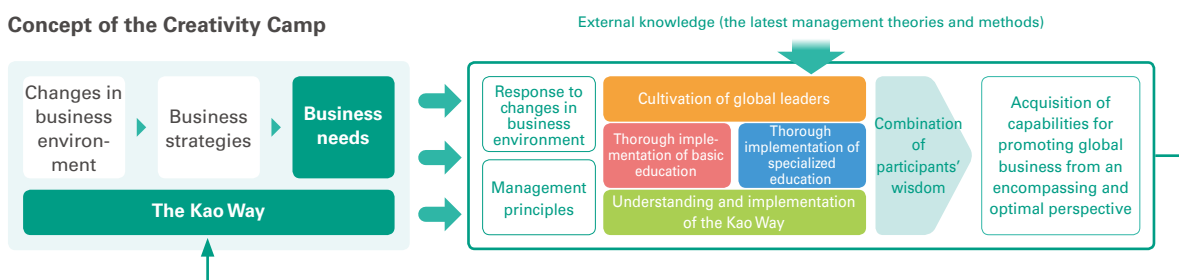 Concept of the Creativity Camp
External knowledge (the latest management theories and methods)
Changes in
business
environ-
ment
Business
strategies
Business
needs
The Kao Way
Response to
changes in
business
environment
Management
principles
Cultivation of global leaders
Thorough imple-
mentation of basic
education
Thorough
implementation of
specialized
education
Understanding and implementation
of the Kao Way
Combination
of
participants’
wisdom
Acquisition of
capabilities for
promoting global
business from an
encompassing and
optimal perspective